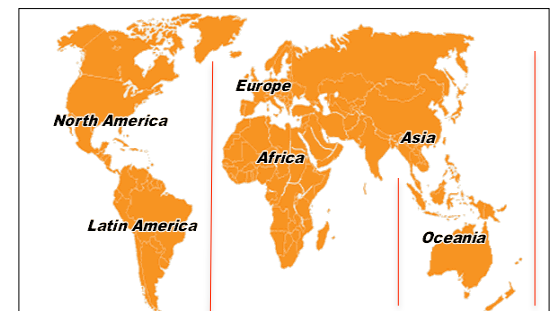 Europe
North America
Asia
Africa
Latin America
Oceania